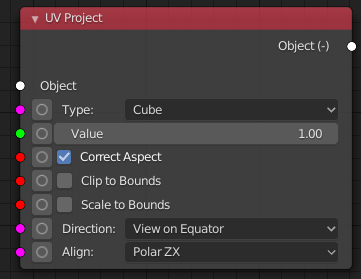 UV Project
Object (-)
Object
Type: Cube
Value 1.00
Correct Aspect
Clip to Bounds
Scale to Bounds
Direction: View on Equator
Align: Polar ZX